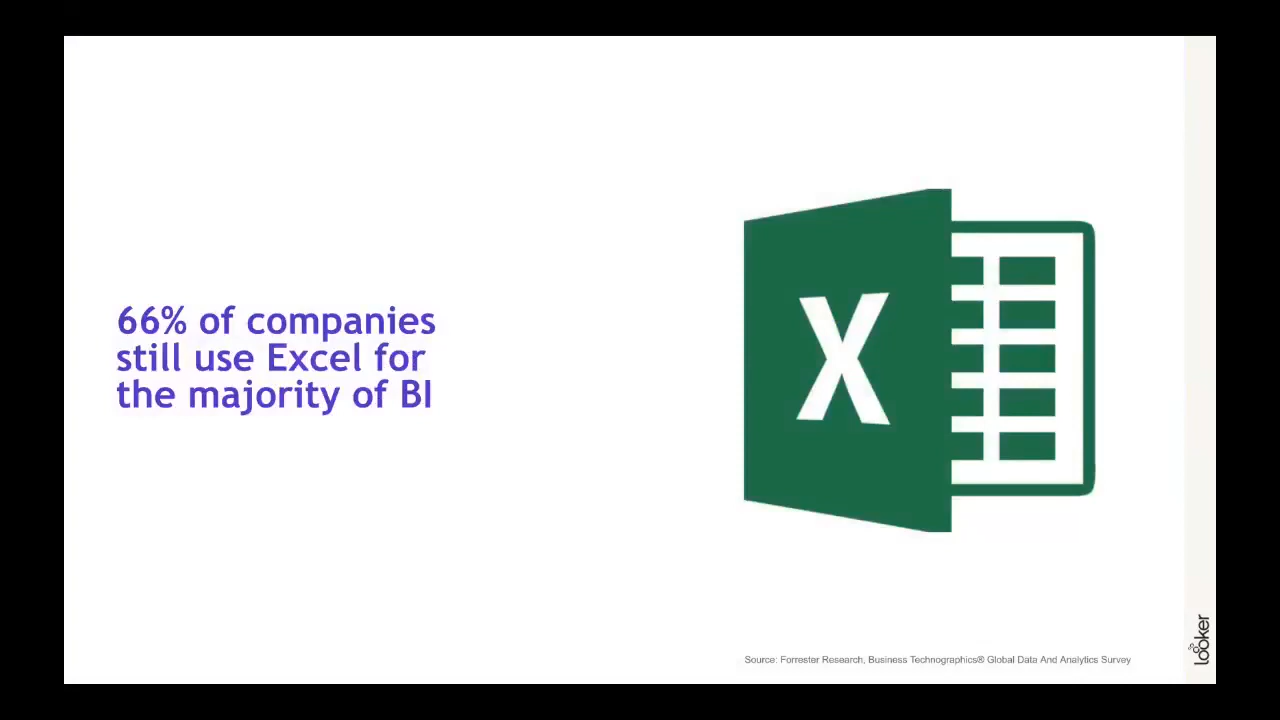 66% of companies
still use Excel for
the majority of BI
X
Source: Forrester Research, Business Technographics® Global Data And Analytics Survey
looker